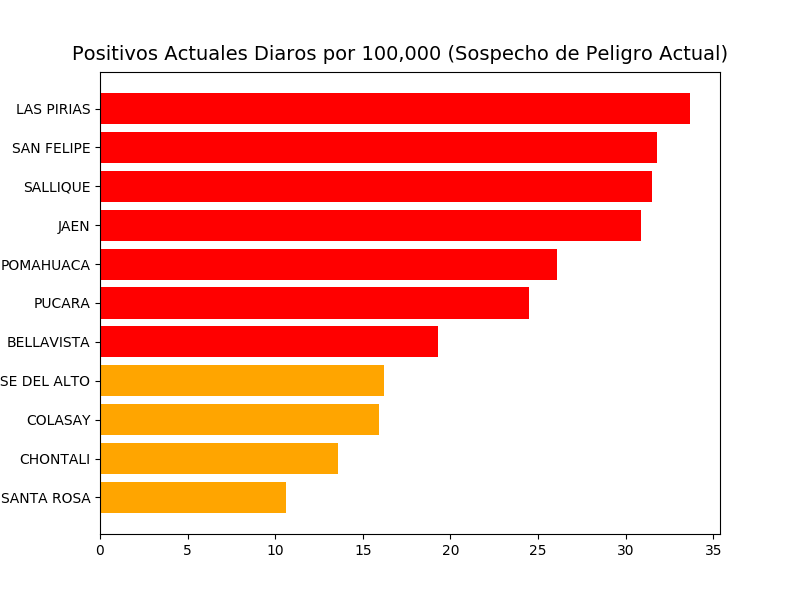 Positivos Actuales Diaros por 100,000 (Sospecho de Peligro Actual)
LAS PIRIAS
SAN FELIPE
SALLIQUE
JAEN
POMAHUACA
PUCARA
BELLAVISTA
SE DEL ALTO
COLASAY
CHONTALI
SANTA ROSA
0 5 10 15 20 25 30 35